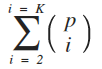 i = K
∑ ( p
i )
i = 2